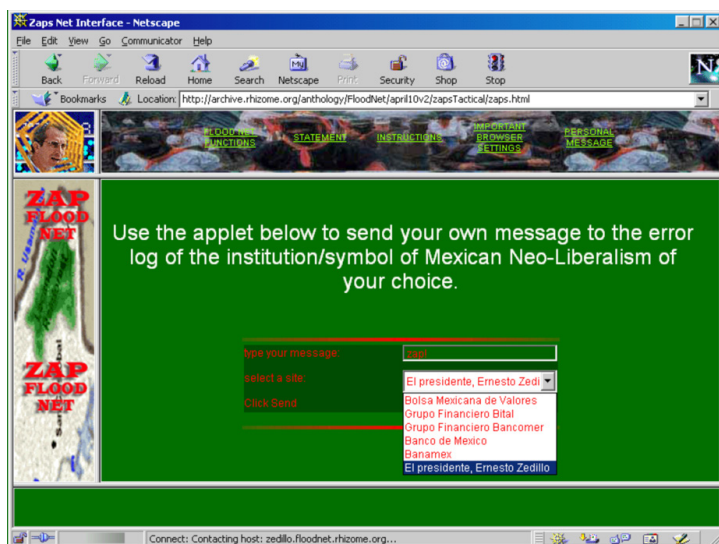 Zaps Net Interface - Netscape
File Edit View Go Communicator Help
Back Forward Reload Home Search Netscape Print Security Shop Stop
Bookmarks Location: http://archive.rhizome.org/anthology/FloodNet/april10v2/zapsTactical/zaps.html
FLOOD NET FUNCTIONS
STATEMENT
INSTRUCTIONS
IMPORTANT BROWSER SETTINGS
PERSONAL MESSAGE
ZAP
FLOOD
NET
Use the applet below to send your own message to the error
log of the institution/symbol of Mexican Neo-Liberalism of
your choice.
type your message: zap!
select a site: El presidente, Ernesto Zedi
Click Send
Bolsa Mexicana de Valores
Grupo Financiero Bital
Grupo Financiero Bancomer
Banco de Mexico
Banamex
El presidente, Ernesto Zedillo
ZAP
FLOOD
NET
Connect: Contacting host: zedillo.floodnet.rhizome.org...